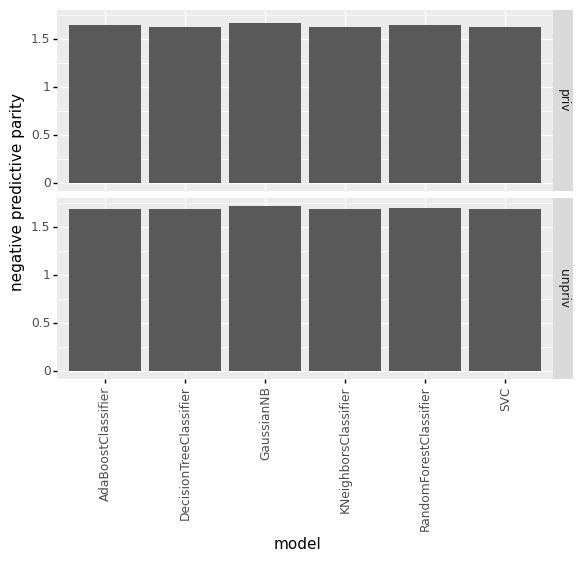 negative predictive parity
1.5
1
0.5
0
priv
1.5
1
0.5
0
unpriv
AdaBoostClassifier
DecisionTreeClassifier
GaussianNB
KNeighborsClassifier
RandomForestClassifier
SVC
model